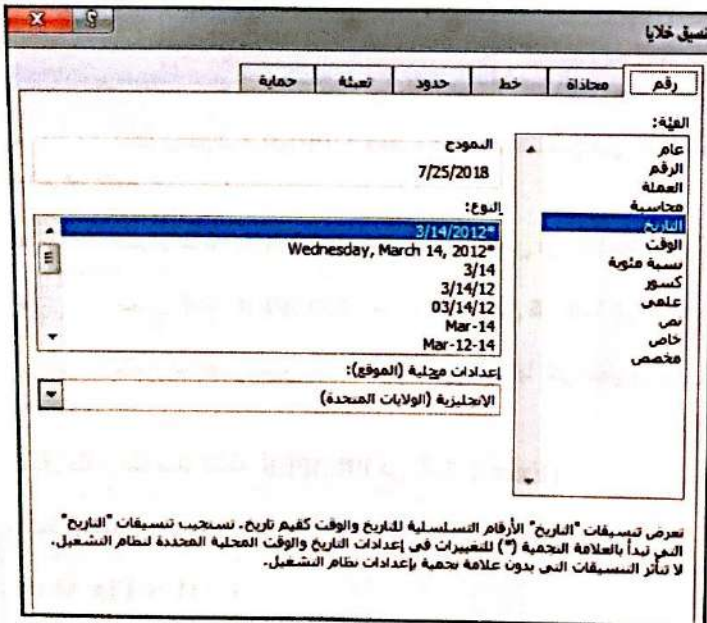 تنسيق خلايا
رقم محاذاة خط حدود تعبئة حماية
الفئة:
عام
الرقم
العملة
محاسبة
التاريخ
الوقت
نسبة مئوية
كسور
علمي
نص
خاص
مخصص
النموذج
7/25/2018
النوع:
3/14/2012*
Wednesday, March 14, 2012*
3/14
3/14/12
03/14/12
Mar-14
Mar-12-14
إعدادات محلية (الموقع):
الإنجليزية (الولايات المتحدة)
تعرض تنسيقات "التاريخ" الأرقام التسلسلية للتاريخ والوقت كقيم تاريخ. تستجيب تنسيقات "التاريخ"
التي تبدأ بالعلامة النجمية (*) للتغييرات في إعدادات التاريخ والوقت المحلية المحددة لنظام التشغيل.
لا تتأثر التنسيقات التي بدون علامة نجمية بإعدادات نظام التشغيل.